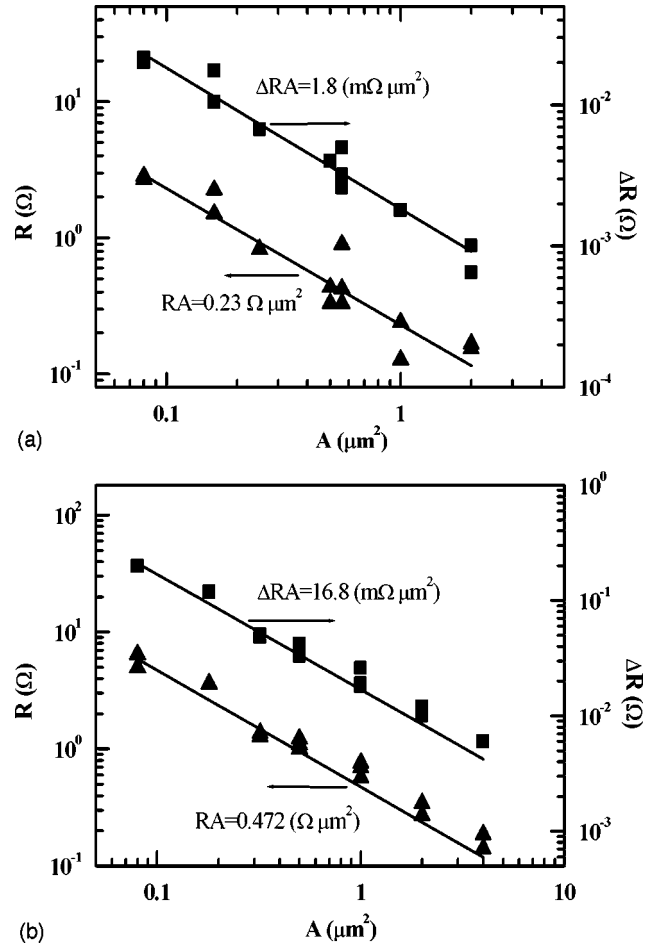 10¹
10⁰
10⁻¹
R (Ω)
10⁻²
10⁻³
10⁻⁴
ΔR (Ω)
ΔRA=1.8 (mΩ μm²)
RA=0.23 Ω μm²
0.1 1
(a)
A (μm²)
10²
10¹
10⁰
10⁻¹
R (Ω)
10⁰
10⁻¹
10⁻²
10⁻³
ΔR (Ω)
ΔRA=16.8 (mΩ μm²)
RA=0.472 (Ω μm²)
0.1 1 10
(b)
A (μm²)